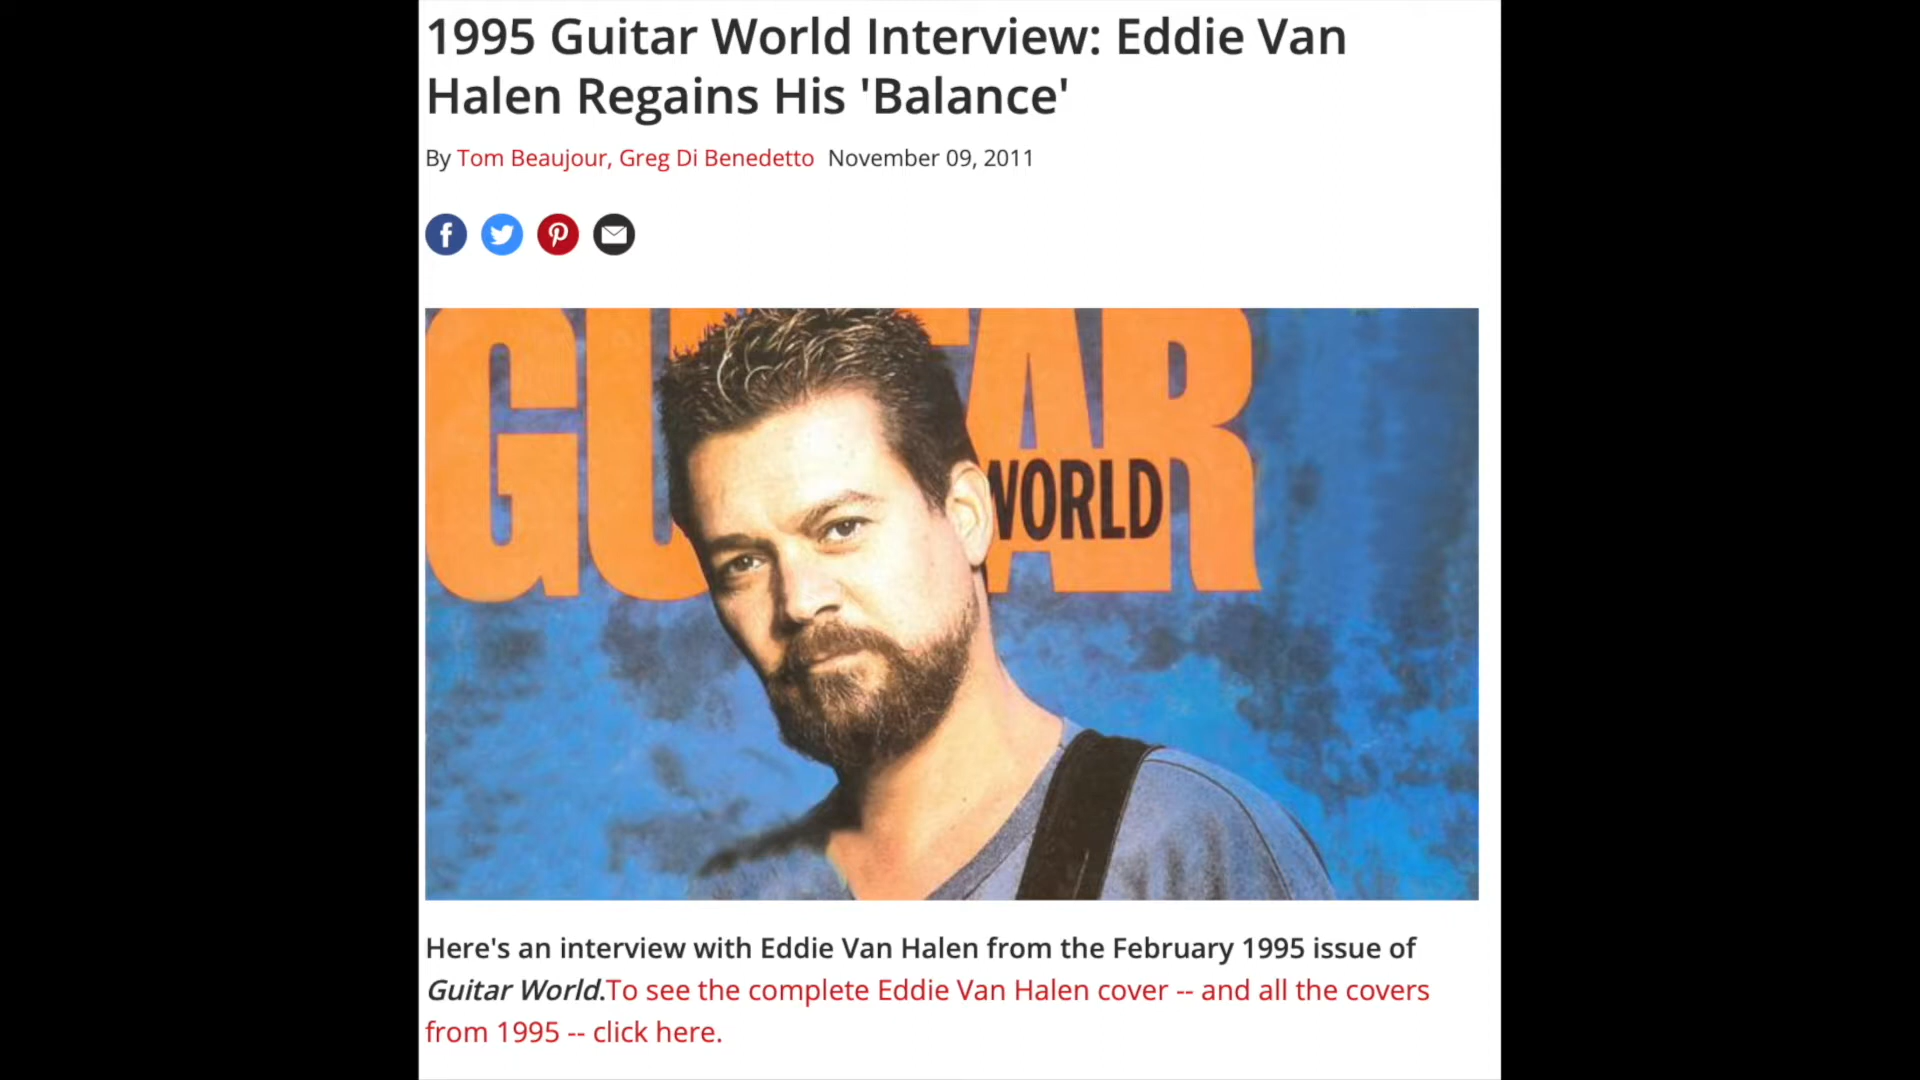 1995 Guitar World Interview: Eddie Van
Halen Regains His 'Balance'
By Tom Beaujour, Greg Di Benedetto November 09, 2011
GUITAR
WORLD
Here's an interview with Eddie Van Halen from the February 1995 issue of
Guitar World.To see the complete Eddie Van Halen cover -- and all the covers
from 1995 -- click here.